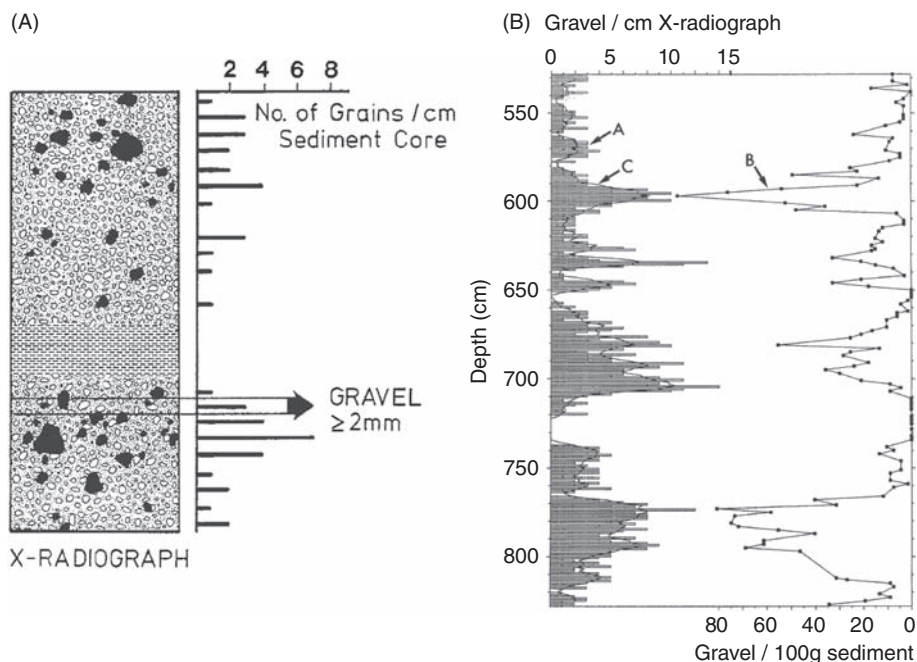 (A)
2 4 6 8
No. of Grains / cm
Sediment Core
GRAVEL
≥2mm
X-RADIOGRAPH
(B) Gravel / cm X-radiograph
0 5 10 15
A
C
B
Depth (cm)
550
600
650
700
750
800
80 60 40 20 0
Gravel / 100g sediment